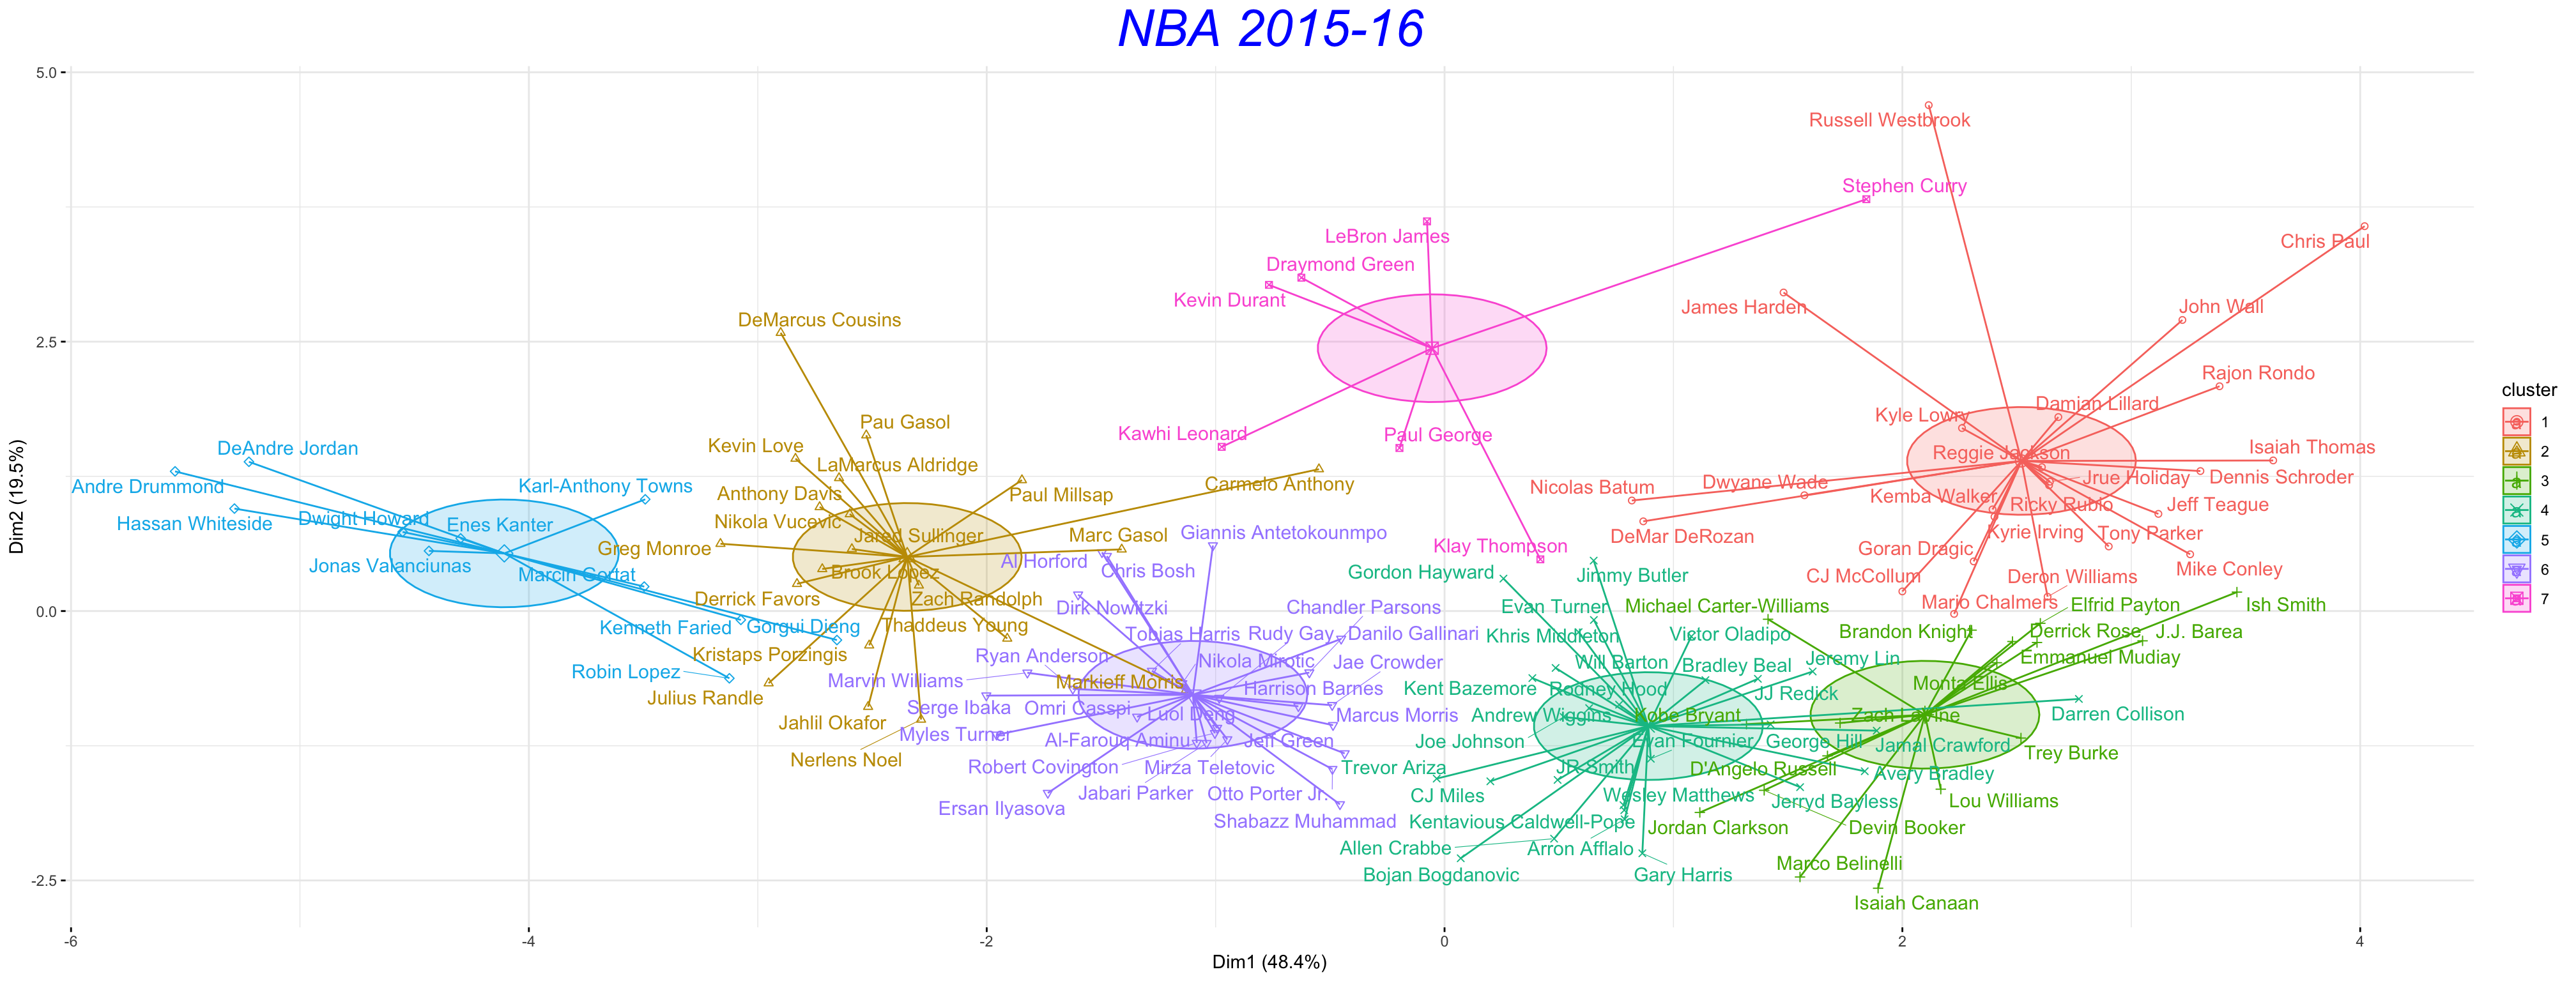 NBA 2015-16
5.0
2.5
0.0
-2.5
Dim2 (19.5%)
-6
-4
-2
0
2
4
Dim1 (48.4%)
Russell Westbrook
Stephen Curry
LeBron James
Chris Paul
Draymond Green
Kevin Durant
James Harden
John Wall
DeMarcus Cousins
Rajon Rondo
Damian Lillard
Kyle Lowry
Pau Gasol
Kawhi Leonard
Paul George
Kevin Love
DeAndre Jordan
Reggie Jackson
Isaiah Thomas
LaMarcus Aldridge
Jrue Holiday
Dennis Schroder
Dwyane Wade
Carmelo Anthony
Nicolas Batum
Andre Drummond
Karl-Anthony Towns
Anthony Davis
Paul Millsap
Kemba Walker
Ricky Rubio
Jeff Teague
Dwight Howard
Hassan Whiteside
Enes Kanter
Nikola Vucevic
Jared Sullinger
Marc Gasol
Giannis Antetokounmpo
DeMar DeRozan
Kyrie Irving
Tony Parker
Greg Monroe
Klay Thompson
Goran Dragic
Al Horford
Jonas Valanciunas
Marcin Gortat
Brook Lopez
Chris Bosh
Gordon Hayward
Jimmy Butler
CJ McCollum
Deron Williams
Mike Conley
Derrick Favors
Zach Randolph
Dirk Nowitzki
Chandler Parsons
Evan Turner
Michael Carter-Williams
Mario Chalmers
Elfrid Payton
Ish Smith
Kenneth Faried
Gorgui Dieng
Thaddeus Young
Tobias Harris
Rudy Gay
Danilo Gallinari
Khris Middleton
Victor Oladipo
Brandon Knight
Derrick Rose
J.J. Barea
Kristaps Porzingis
Ryan Anderson
Nikola Mirotic
Jae Crowder
Will Barton
Bradley Beal
Jeremy Lin
Emmanuel Mudiay
Robin Lopez
Marvin Williams
Markieff Morris
Harrison Barnes
Kent Bazemore
Rodney Hood
JJ Redick
Monta Ellis
Julius Randle
Serge Ibaka
Omri Casspi
Luol Deng
Marcus Morris
Andrew Wiggins
Kobe Bryant
Zach LaVine
Darren Collison
Jahlil Okafor
Myles Turner
Al-Farouq Aminu
Jeff Green
Joe Johnson
Evan Fournier
George Hill
Jamal Crawford
Trey Burke
Nerlens Noel
Robert Covington
Mirza Teletovic
Trevor Ariza
JR Smith
D'Angelo Russell
Avery Bradley
Ersan Ilyasova
Jabari Parker
Otto Porter Jr.
CJ Miles
Wesley Matthews
Jerryd Bayless
Lou Williams
Shabazz Muhammad
Kentavious Caldwell-Pope
Jordan Clarkson
Devin Booker
Allen Crabbe
Arron Afflalo
Marco Belinelli
Bojan Bogdanovic
Gary Harris
Isaiah Canaan
cluster
1
2
3
4
5
6
7